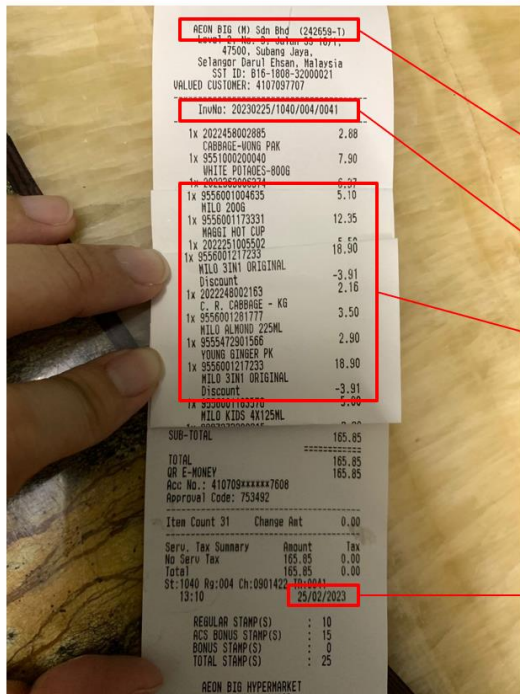 AEON BIG (M) Sdn Bhd (242659-T)
47500, Subang Jaya,
Selangor Darul Ehsan, Malaysia
SST ID: B16-1808-32000021
VALUED CUSTOMER: 4107097707
InvNo: 20230225/1040/004/0041
1x 2022458002885 2.88
CABBAGE-WONG PAK
1x 9551000200040 7.90
WHITE POTAOES-800G
1x 9556001004635 5.10
MILO 200G
1x 9556001173331 12.35
MAGGI HOT CUP
1x 2022251005502
1x 9556001217233 18.90
MILO 3IN1 ORIGINAL
Discount -3.91
1x 2022248002163 2.16
C. R. CABBAGE - KG
1x 9556001281777 3.50
MILO ALMOND 225ML
1x 9555472901566 2.90
YOUNG GINGER PK
1x 9556001217233 18.90
MILO 3IN1 ORIGINAL
Discount -3.91
MILO KIDS 4X125ML
SUB-TOTAL 165.85
TOTAL 165.85
QR E-MONEY 165.85
Acc No.: 410709******7608
Approval Code: 753492
Item Count 31 Change Amt 0.00
Serv. Tax Summary Amount Tax
No Serv Tax 165.85 0.00
Total 165.85 0.00
St:1040 Rg:004 Ch:0901422 TR:0041
13:10 25/02/2023
REGULAR STAMP(S) : 10
ACS BONUS STAMP(S) : 15
BONUS STAMP(S) : 0
TOTAL STAMP(S) : 25
AEON BIG HYPERMARKET